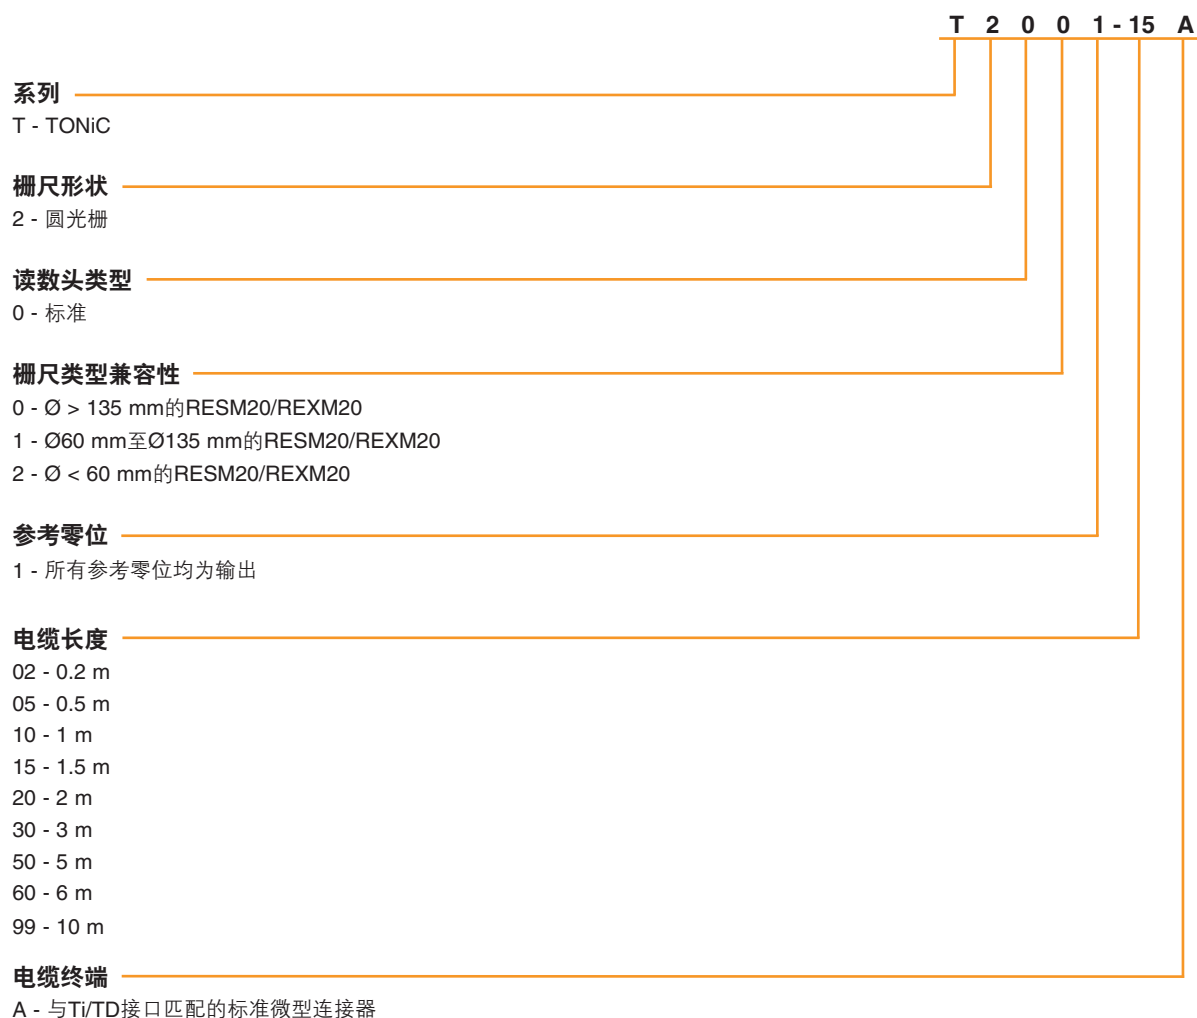 T 2 0 0 1 - 15 A
系列
T - TONiC
栅尺形状
2 - 圆光栅
读数头类型
0 - 标准
栅尺类型兼容性
0 - Ø > 135 mm的RESM20/REXM20
1 - Ø60 mm至Ø135 mm的RESM20/REXM20
2 - Ø < 60 mm的RESM20/REXM20
参考零位
1 - 所有参考零位均为输出
电缆长度
02 - 0.2 m
05 - 0.5 m
10 - 1 m
15 - 1.5 m
20 - 2 m
30 - 3 m
50 - 5 m
60 - 6 m
99 - 10 m
电缆终端
A - 与Ti/TD接口匹配的标准微型连接器